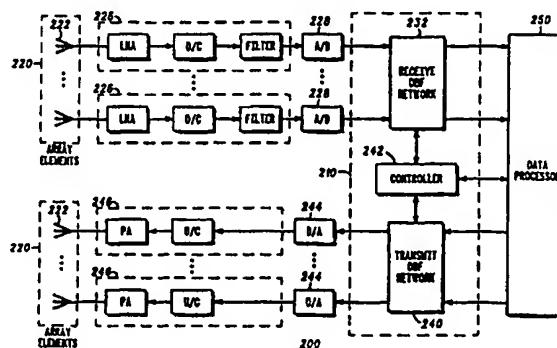 222
226
228
232
250
220
LNA D/C FILTER A/D
RECEIVE DBF NETWORK
226
228
LNA D/C FILTER A/D
ARRAY ELEMENTS
242
210
CONTROLLER
DATA PROCESSOR
222
246
244
220
PA U/C D/A
TRANSMIT DBF NETWORK
246
244
PA U/C D/A
ARRAY ELEMENTS
240
200